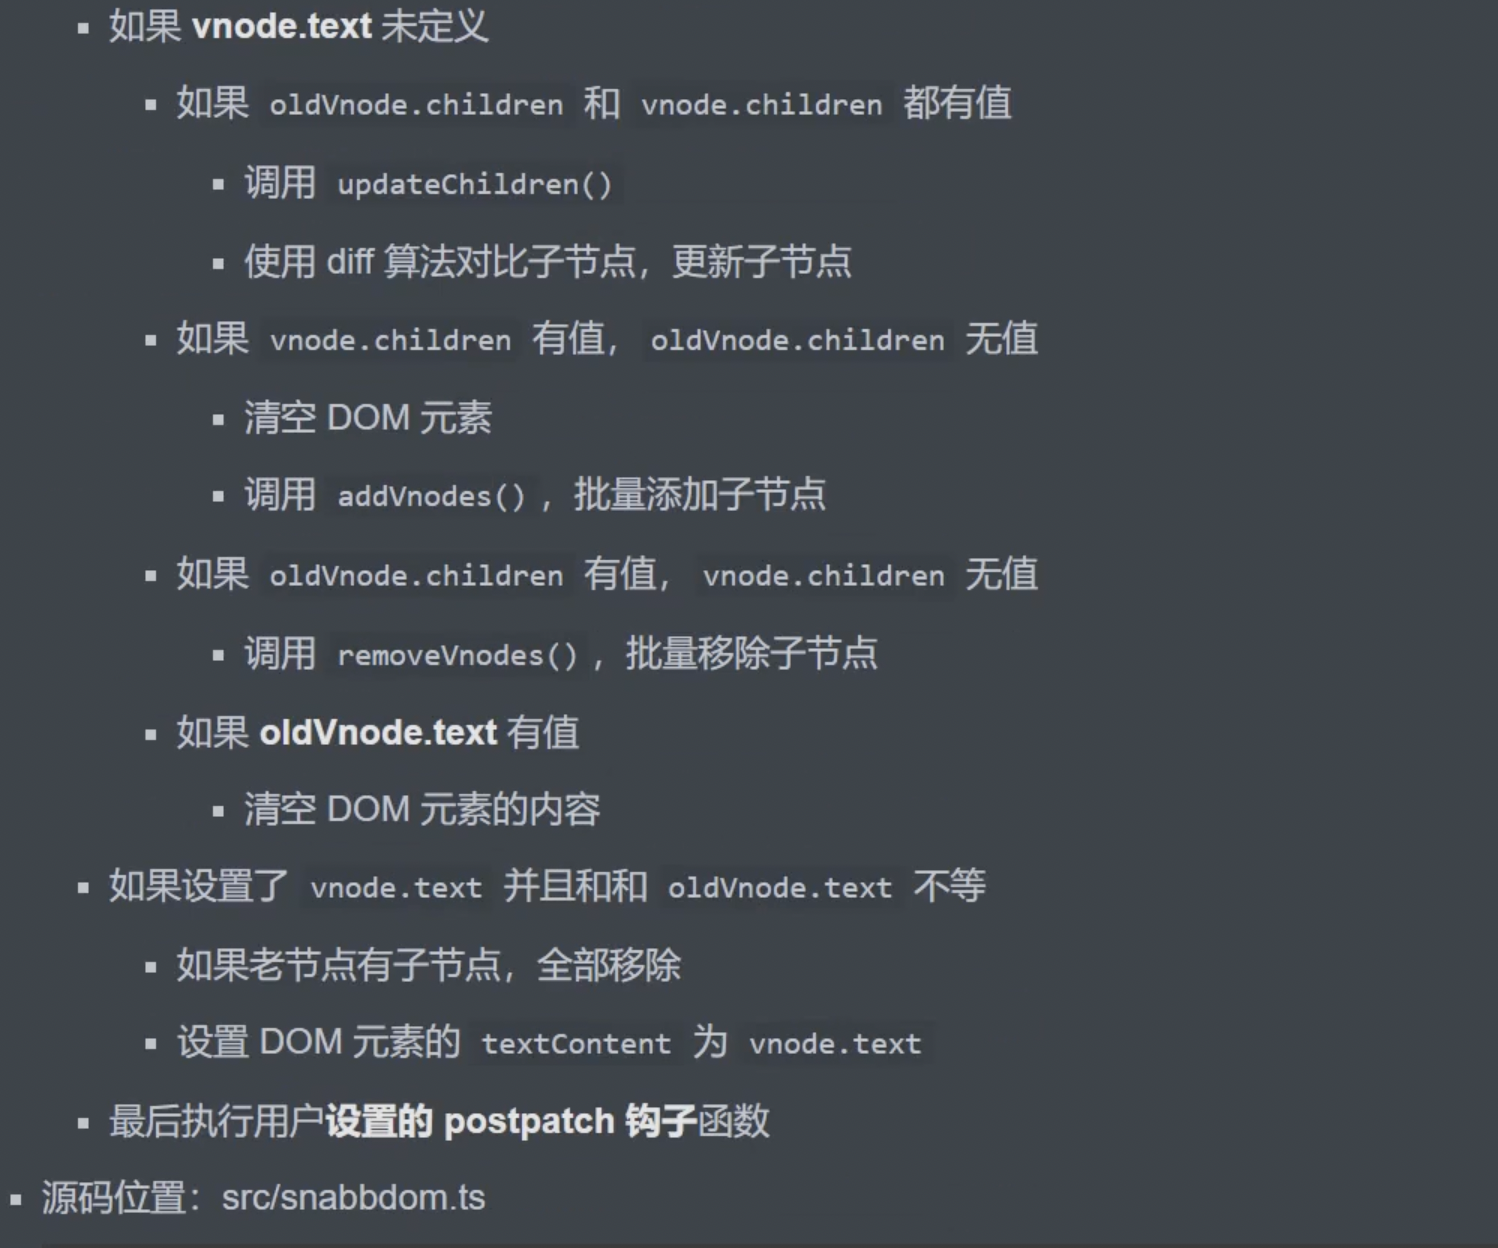 如果 vnode.text 未定义
如果 oldVnode.children 和 vnode.children 都有值
调用 updateChildren()
使用 diff 算法对比子节点，更新子节点
如果 vnode.children 有值， oldVnode.children 无值
清空 DOM 元素
调用 addVnodes() ，批量添加子节点
如果 oldVnode.children 有值， vnode.children 无值
调用 removeVnodes() ，批量移除子节点
如果 oldVnode.text 有值
清空 DOM 元素的内容
如果设置了 vnode.text 并且和和 oldVnode.text 不等
如果老节点有子节点，全部移除
设置 DOM 元素的 textContent 为 vnode.text
最后执行用户设置的 postpatch 钩子函数
源码位置：src/snabbdom.ts